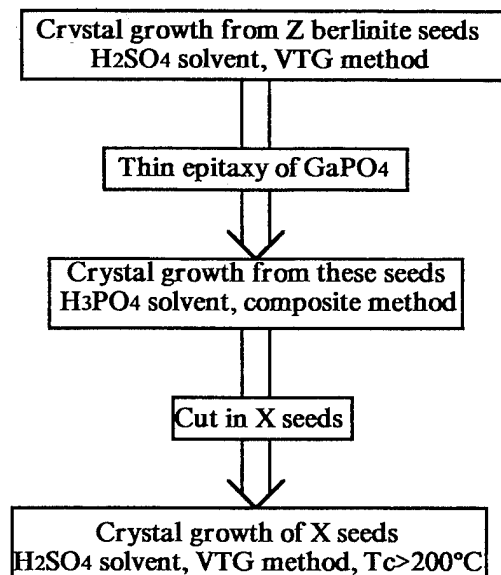 Crystal growth from Z berlinite seeds
H2SO4 solvent, VTG method
Thin epitaxy of GaPO4
Crystal growth from these seeds
H3PO4 solvent, composite method
Cut in X seeds
Crystal growth of X seeds
H2SO4 solvent, VTG method, Tc>200°C